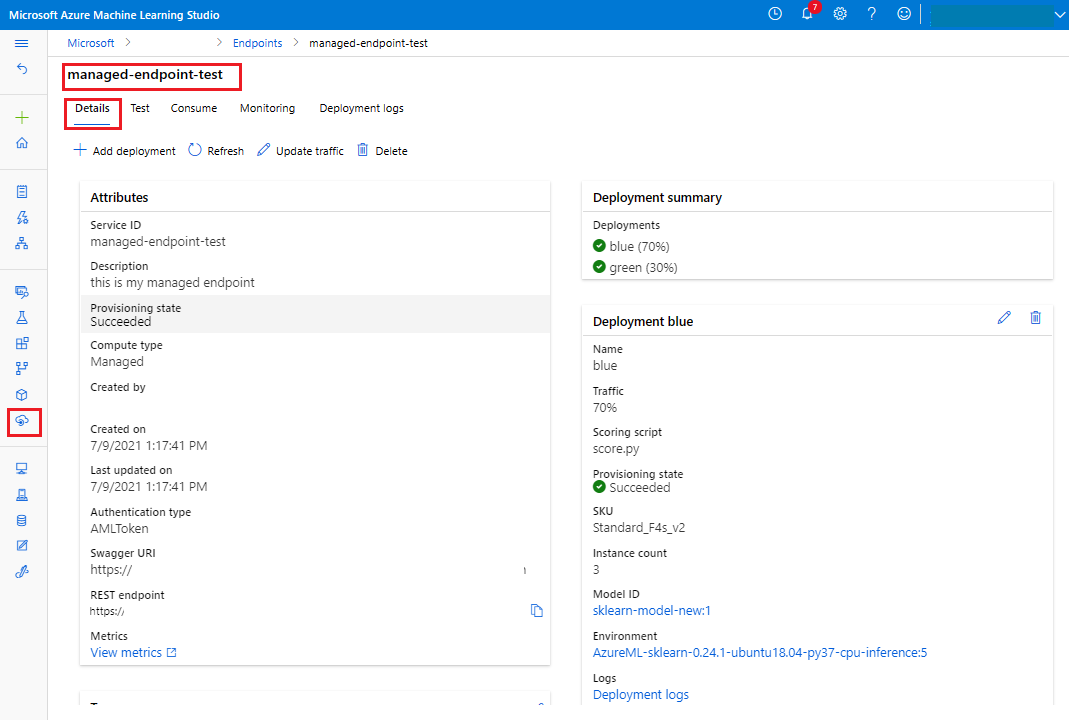 Microsoft Azure Machine Learning Studio
7
Microsoft > > Endpoints > managed-endpoint-test
managed-endpoint-test
Details Test Consume Monitoring Deployment logs
Add deployment Refresh Update traffic Delete
Attributes
Service ID
managed-endpoint-test
Description
this is my managed endpoint
Provisioning state
Succeeded
Compute type
Managed
Created by
Created on
7/9/2021 1:17:41 PM
Last updated on
7/9/2021 1:17:41 PM
Authentication type
AMLToken
Swagger URI
https://
REST endpoint
https:/
Metrics
View metrics
Deployment summary
Deployments
blue (70%)
green (30%)
Deployment blue
Name
blue
Traffic
70%
Scoring script
score.py
Provisioning state
Succeeded
SKU
Standard_F4s_v2
Instance count
3
Model ID
sklearn-model-new:1
Environment
AzureML-sklearn-0.24.1-ubuntu18.04-py37-cpu-inference:5
Logs
Deployment logs